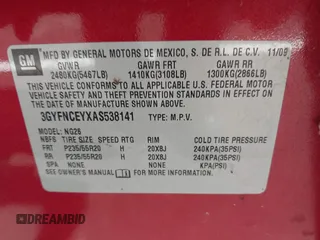 GM
MFD BY GENERAL MOTORS DE MEXICO, S. DE R.L. DE C.V. 11/09
GVWR GAWR FRT GAWR RR
2480KG(5467LB) 1410KG(3108LB) 1300KG(2866LB)
THIS VEHICLE CONFORMS TO ALL APPLICABLE U.S. FEDERAL
MOTOR VEHICLE SAFETY, BUMPER, AND THEFT PREVENTION
STANDARDS IN EFFECT ON THE DATE OF MANUFACTURE SHOWN ABOVE.
3GYFNCEYXAS538141 TYPE: M.P.V.
NG26
TIRE SIZE SPEED RTG RIM COLD TIRE PRESSURE
FRT P235/55R20 H 20X8J 240KPA(35PSI)
RR P235/55R20 H 20X8J 240KPA(35PSI)
SPA NONE NONE KPA(PSI)
SEE OWNER'S MANUAL FOR MORE INFORMATION.
DREAMBID